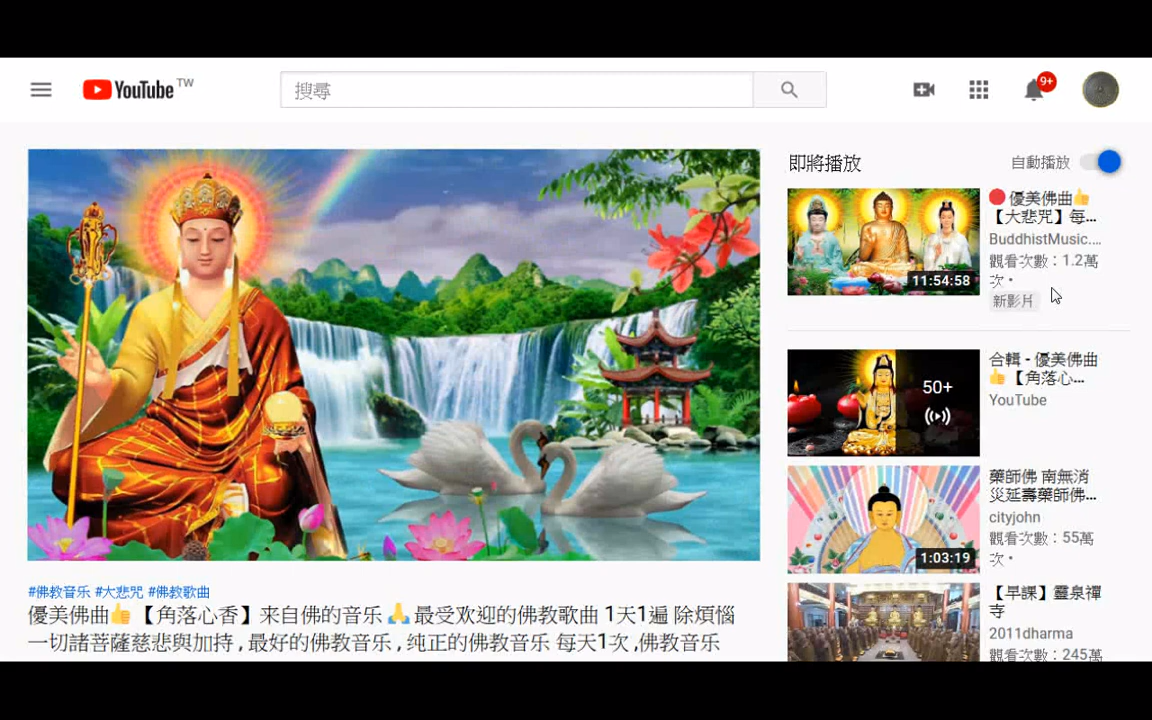 YouTube TW
搜尋
9+
#佛教音乐 #大悲咒 #佛教歌曲
優美佛曲👍【角落心香】来自佛的音乐🙏最受欢迎的佛教歌曲 1天1遍 除煩惱
一切諸菩薩慈悲與加持 , 最好的佛教音乐 , 纯正的佛教音乐 每天1次 ,佛教音乐
即將播放
自動播放
11:54:58
🔴 優美佛曲👍
【大悲咒】每...
BuddhistMusic....
觀看次數：1.2萬
次 •
新影片
50+
合輯 - 優美佛曲
👍【角落心...
YouTube
1:03:19
藥師佛 南無消
災延壽藥師佛...
cityjohn
觀看次數：55萬
次 •
【早課】靈泉禪
寺
2011dharma
觀看次數：245萬